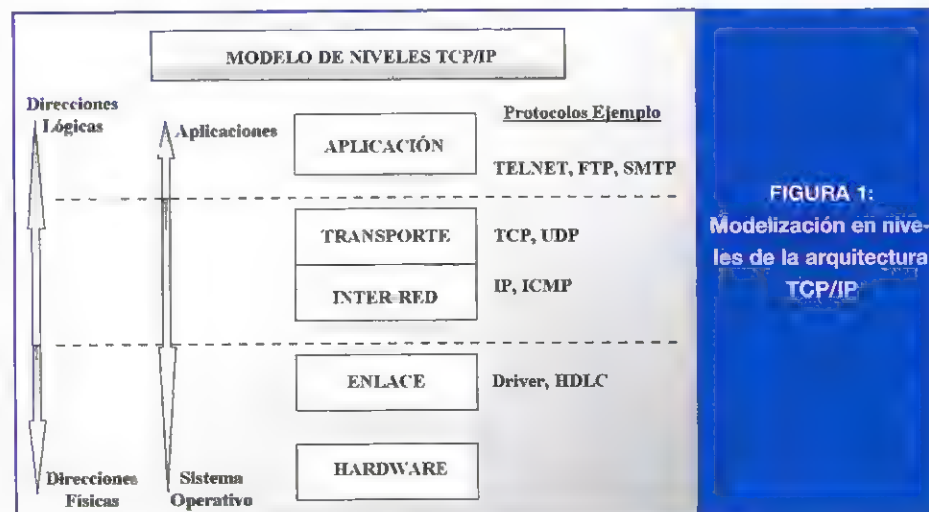 MODELO DE NIVELES TCP/IP
Direcciones
Lógicas
Aplicaciones
Protocolos Ejemplo
APLICACIÓN
TELNET, FTP, SMTP
TRANSPORTE
TCP, UDP
INTER-RED
IP, ICMP
ENLACE
Driver, HDLC
HARDWARE
Direcciones
Físicas
Sistema
Operativo
FIGURA 1:
Modelización en nive-
les de la arquitectura
TCP/IP